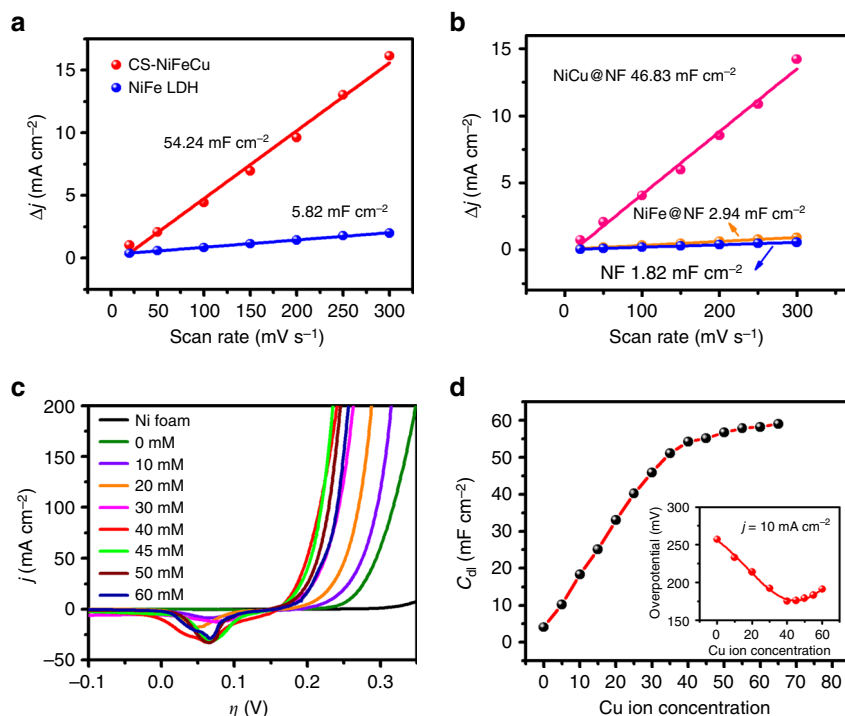 a
15
10
5
0
Δj (mA cm⁻²)
CS-NiFeCu
NiFe LDH
54.24 mF cm⁻²
5.82 mF cm⁻²
0 50 100 150 200 250 300
Scan rate (mV s⁻¹)
b
15
10
5
0
Δj (mA cm⁻²)
NiCu@NF 46.83 mF cm⁻²
NiFe@NF 2.94 mF cm⁻²
NF 1.82 mF cm⁻²
0 50 100 150 200 250 300
Scan rate (mV s⁻¹)
c
200
150
100
50
0
–50
j (mA cm⁻²)
Ni foam
0 mM
10 mM
20 mM
30 mM
40 mM
45 mM
50 mM
60 mM
–0.1 0.0 0.1 0.2 0.3
η (V)
d
70
60
50
40
30
20
10
0
Cdl (mF cm⁻²)
250
200
150
Overpotential (mV)
j = 10 mA cm⁻²
0 20 40 60
Cu ion concentration
0 10 20 30 40 50 60 70 80
Cu ion concentration